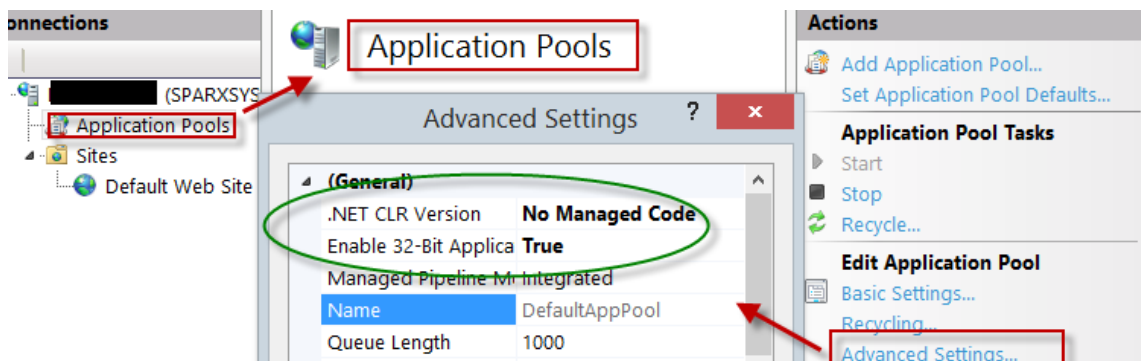 onnections
(SPARXSYS
Application Pools
Sites
Default Web Site
Application Pools
Advanced Settings ? x
(General)
.NET CLR Version No Managed Code
Enable 32-Bit Applica True
Managed Pipeline Mo Integrated
Name DefaultAppPool
Queue Length 1000
Actions
Add Application Pool...
Set Application Pool Defaults...
Application Pool Tasks
Start
Stop
Recycle...
Edit Application Pool
Basic Settings...
Recycling...
Advanced Settings...